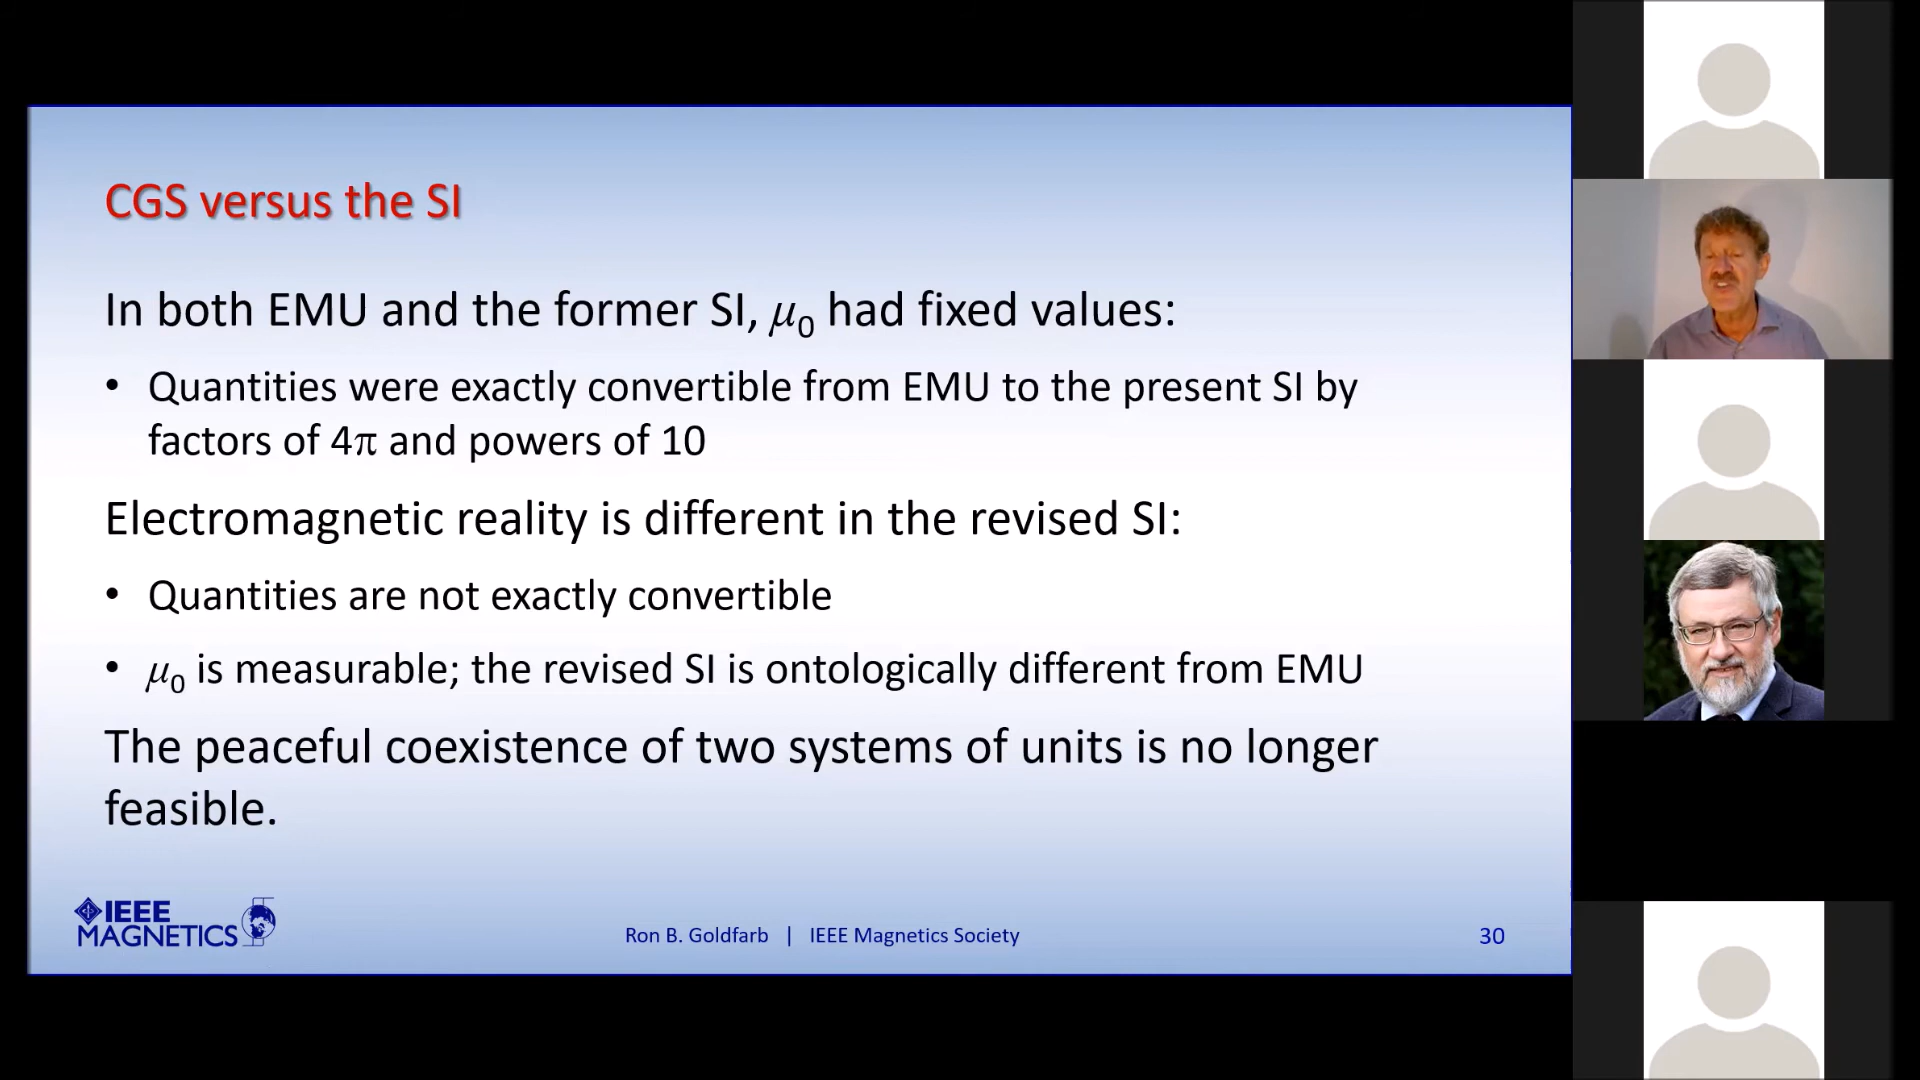 CGS versus the SI
In both EMU and the former SI, μ0 had fixed values:
• Quantities were exactly convertible from EMU to the present SI by
factors of 4π and powers of 10
Electromagnetic reality is different in the revised SI:
• Quantities are not exactly convertible
• μ0 is measurable; the revised SI is ontologically different from EMU
The peaceful coexistence of two systems of units is no longer
feasible.
IEEE
MAGNETICS
Ron B. Goldfarb | IEEE Magnetics Society
30